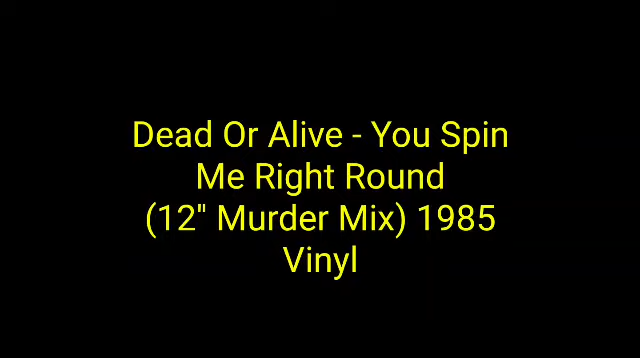 Dead Or Alive - You Spin
Me Right Round
(12" Murder Mix) 1985
Vinyl